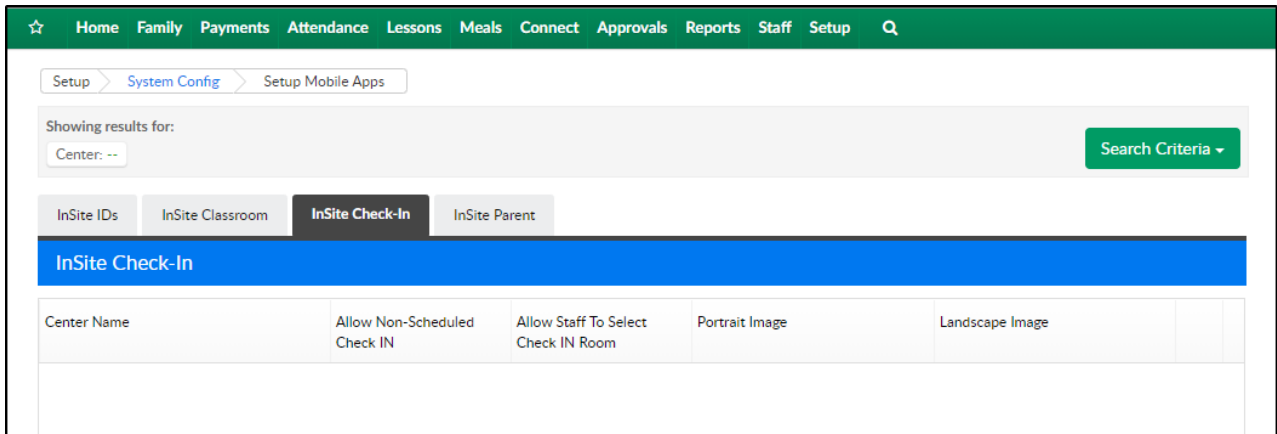 Home Family Payments Attendance Lessons Meals Connect Approvals Reports Staff Setup
Setup System Config Setup Mobile Apps
Showing results for:
Center: --
Search Criteria
InSite IDs InSite Classroom InSite Check-In InSite Parent
InSite Check-In
Center Name Allow Non-Scheduled Allow Staff To Select Portrait Image Landscape Image
Check IN Check IN Room